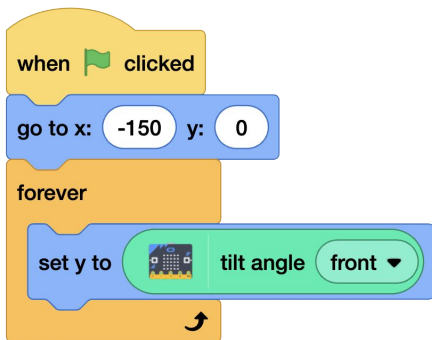 when clicked
go to x: -150 y: 0
forever
set y to tilt angle front